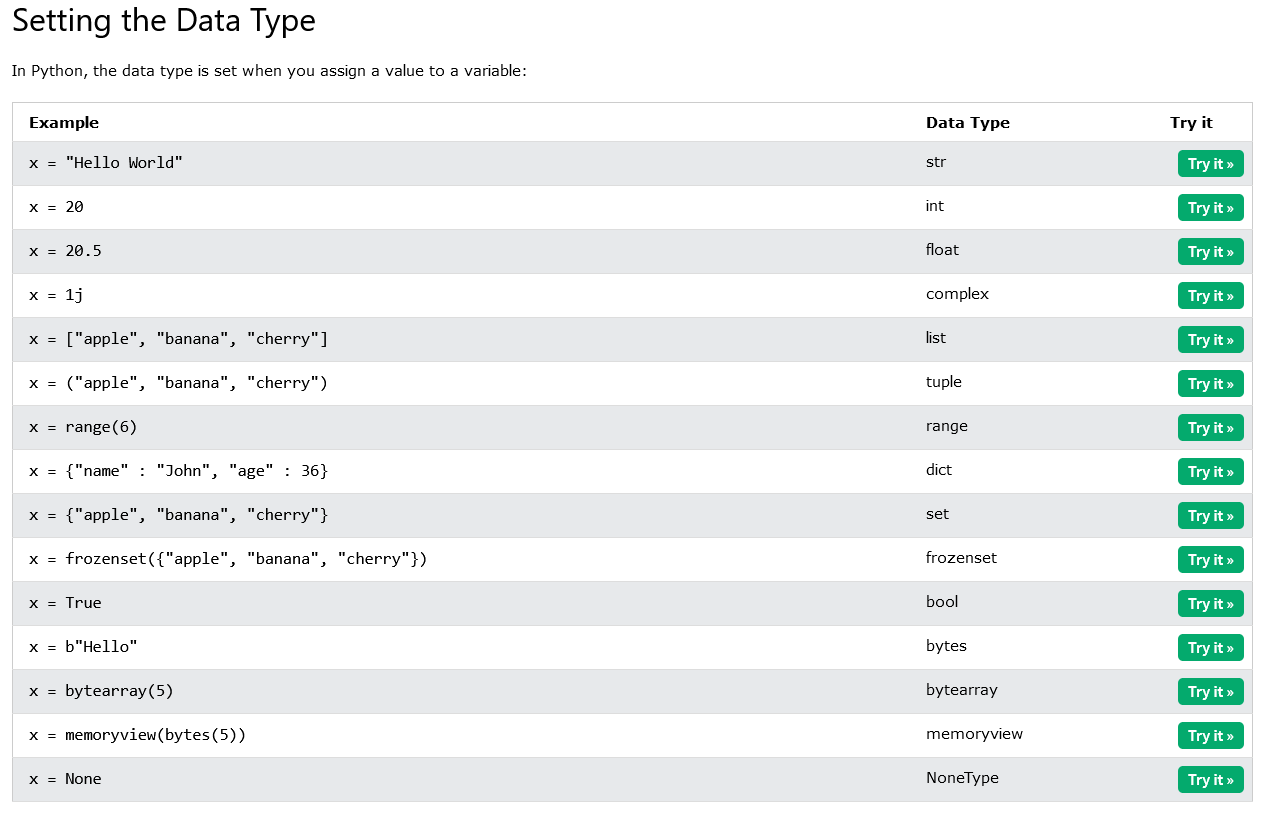 Setting the Data Type
In Python, the data type is set when you assign a value to a variable:
Example Data Type Try it
x = "Hello World" str Try it »
x = 20 int Try it »
x = 20.5 float Try it »
x = 1j complex Try it »
x = ["apple", "banana", "cherry"] list Try it »
x = ("apple", "banana", "cherry") tuple Try it »
x = range(6) range Try it »
x = {"name" : "John", "age" : 36} dict Try it »
x = {"apple", "banana", "cherry"} set Try it »
x = frozenset({"apple", "banana", "cherry"}) frozenset Try it »
x = True bool Try it »
x = b"Hello" bytes Try it »
x = bytearray(5) bytearray Try it »
x = memoryview(bytes(5)) memoryview Try it »
x = None NoneType Try it »